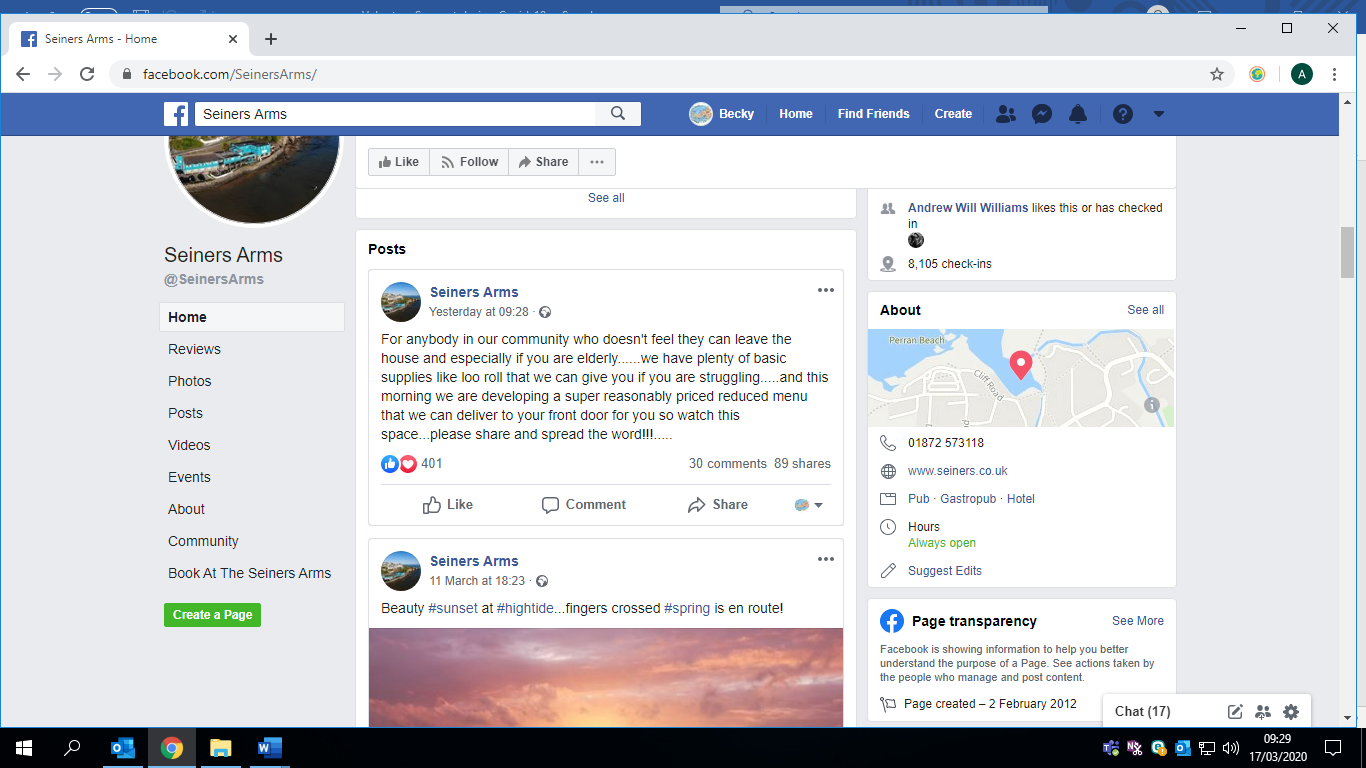 Seiners Arms - Home
facebook.com/SeinersArms/
A
Seiners Arms
Becky
Home
Find Friends
Create
Like
Follow
Share
See all
Seiners Arms
@SeinersArms
Home
Reviews
Photos
Posts
Videos
Events
About
Community
Book At The Seiners Arms
Create a Page
Posts
Seiners Arms
Yesterday at 09:28 ·
For anybody in our community who doesn't feel they can leave the
house and especially if you are elderly......we have plenty of basic
supplies like loo roll that we can give you if you are struggling.....and this
morning we are developing a super reasonably priced reduced menu
that we can deliver to your front door for you so watch this
space...please share and spread the word!!!.....
401
30 comments 89 shares
Like
Comment
Share
Seiners Arms
11 March at 18:23 ·
Beauty #sunset at #hightide...fingers crossed #spring is en route!
Andrew Will Williams likes this or has checked
in
8,105 check-ins
About
See all
Perran Beach
Cliff Road
01872 573118
www.seiners.co.uk
Pub · Gastropub · Hotel
Hours
Always open
Suggest Edits
Page transparency
See More
Facebook is showing information to help you better
understand the purpose of a Page. See actions taken by
the people who manage and post content.
Page created – 2 February 2012
Chat (17)
09:29
17/03/2020